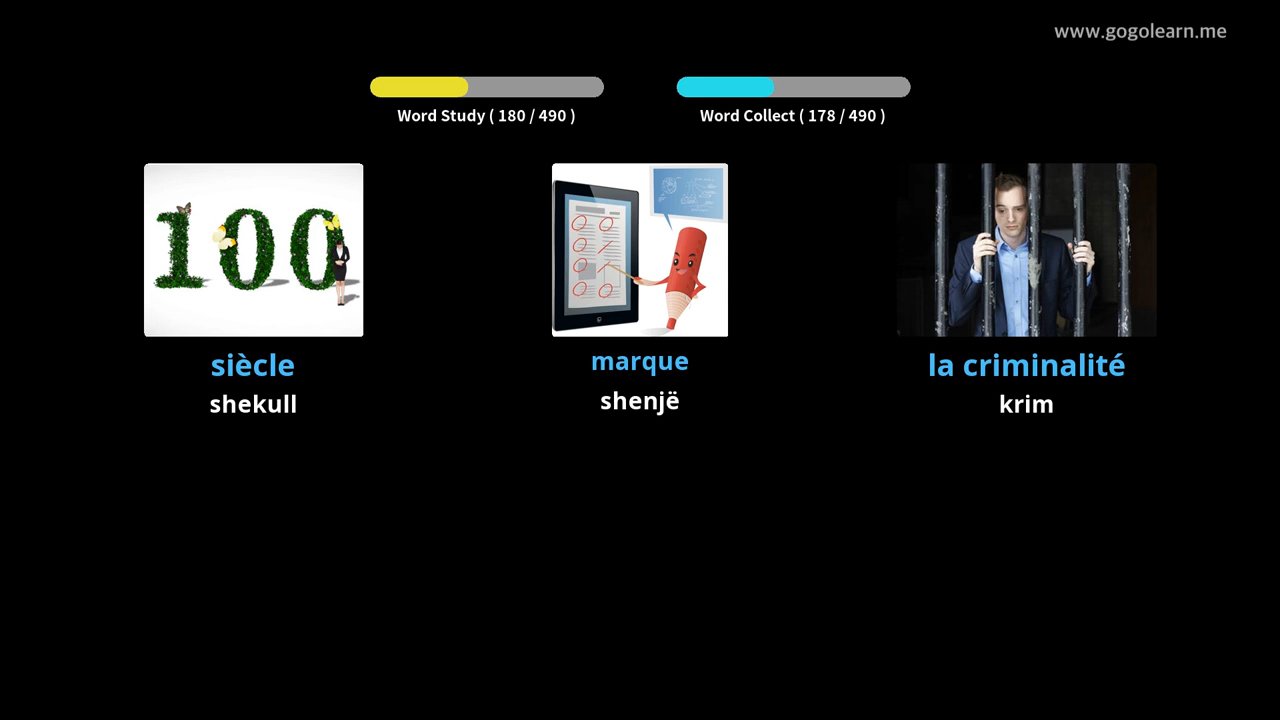 www.gogolearn.me
Word Study ( 180 / 490 )
Word Collect ( 178 / 490 )
100
siècle
marque
la criminalité
shekull
shenjë
krim